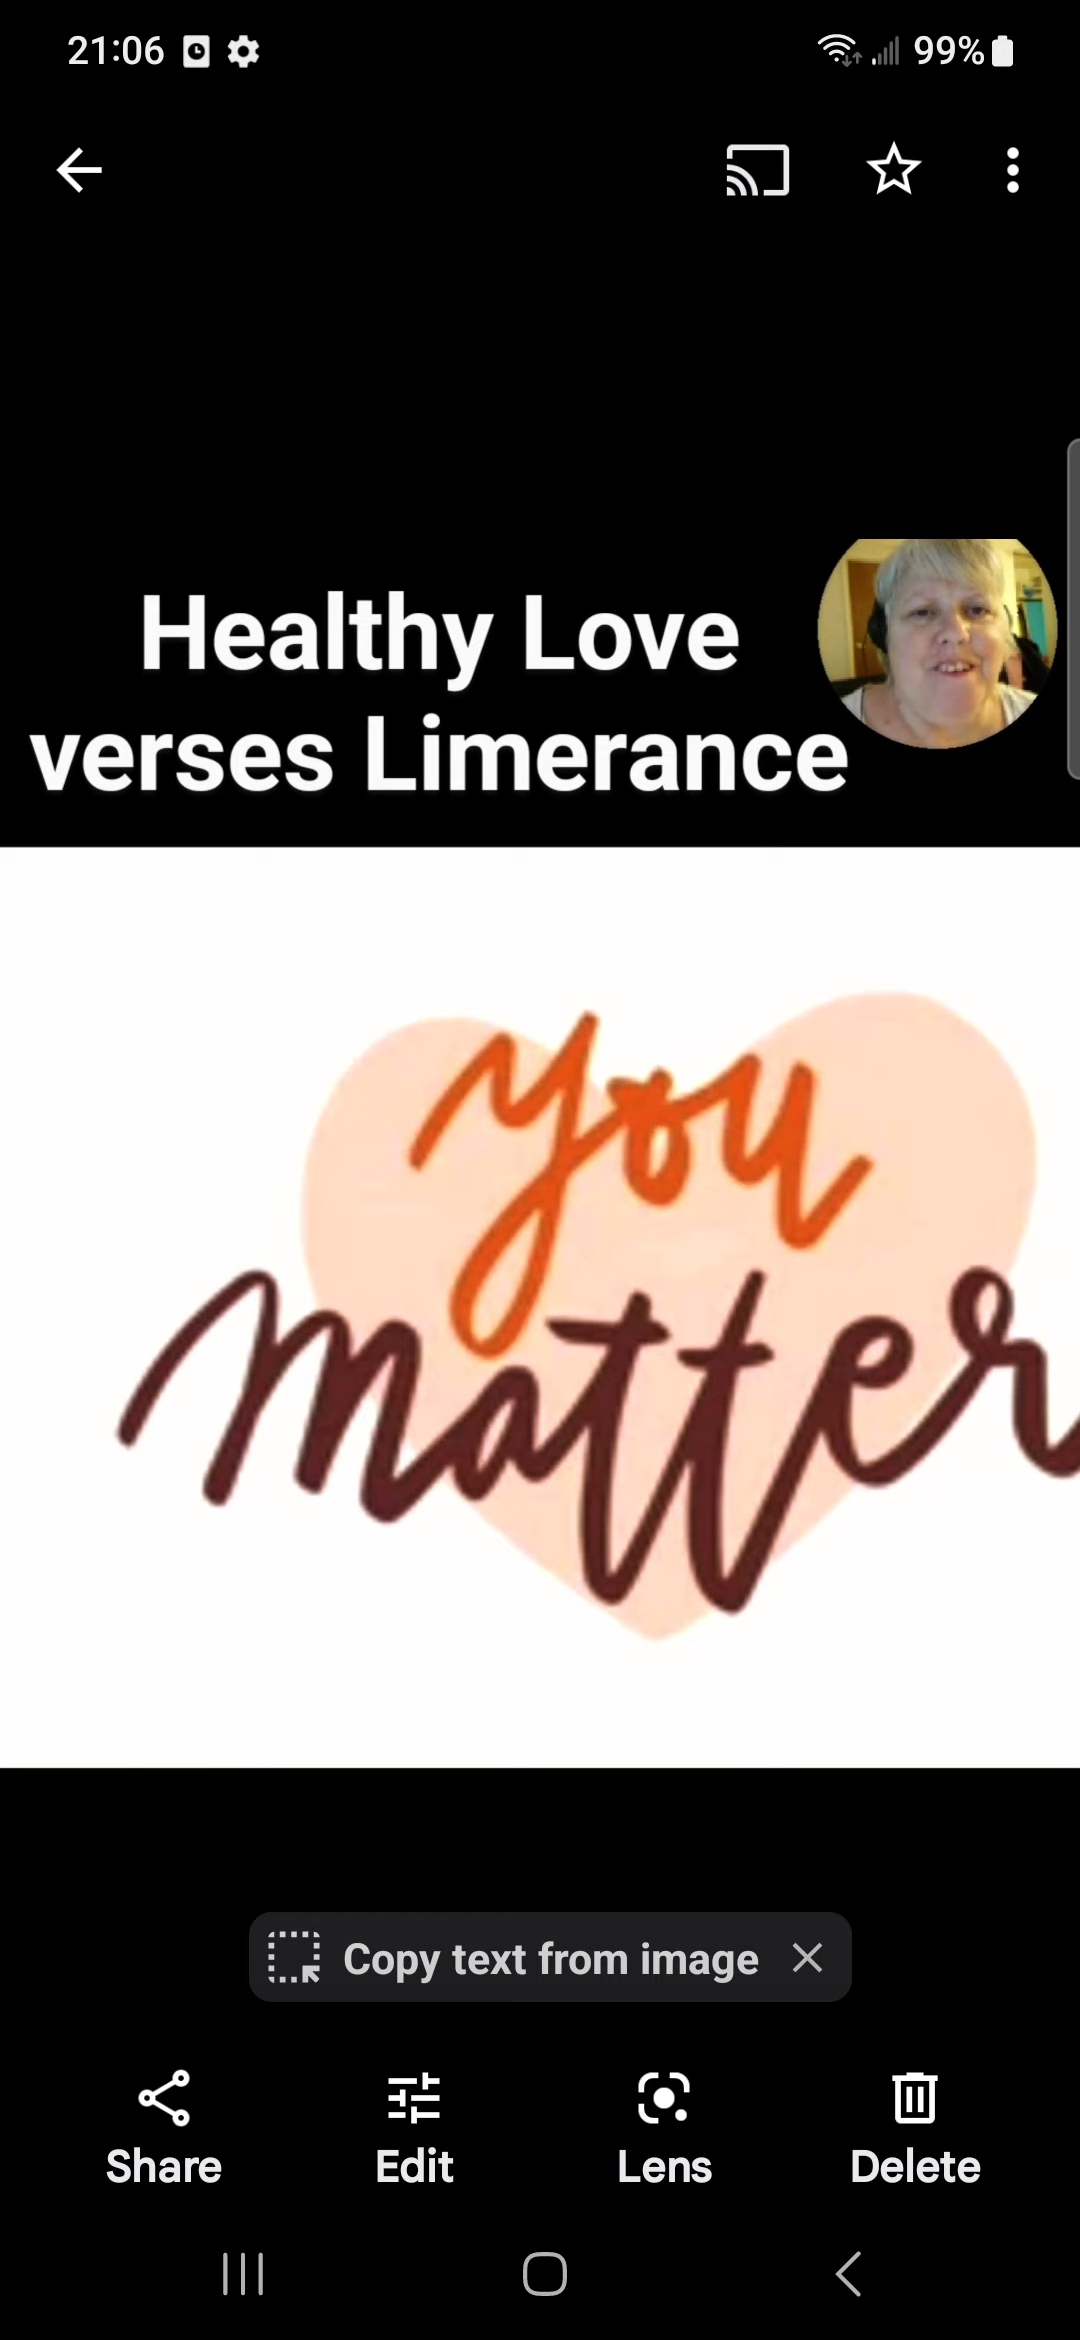 21:06 99%
Healthy Love
verses Limerance
you
matter
Copy text from image
Share Edit Lens Delete